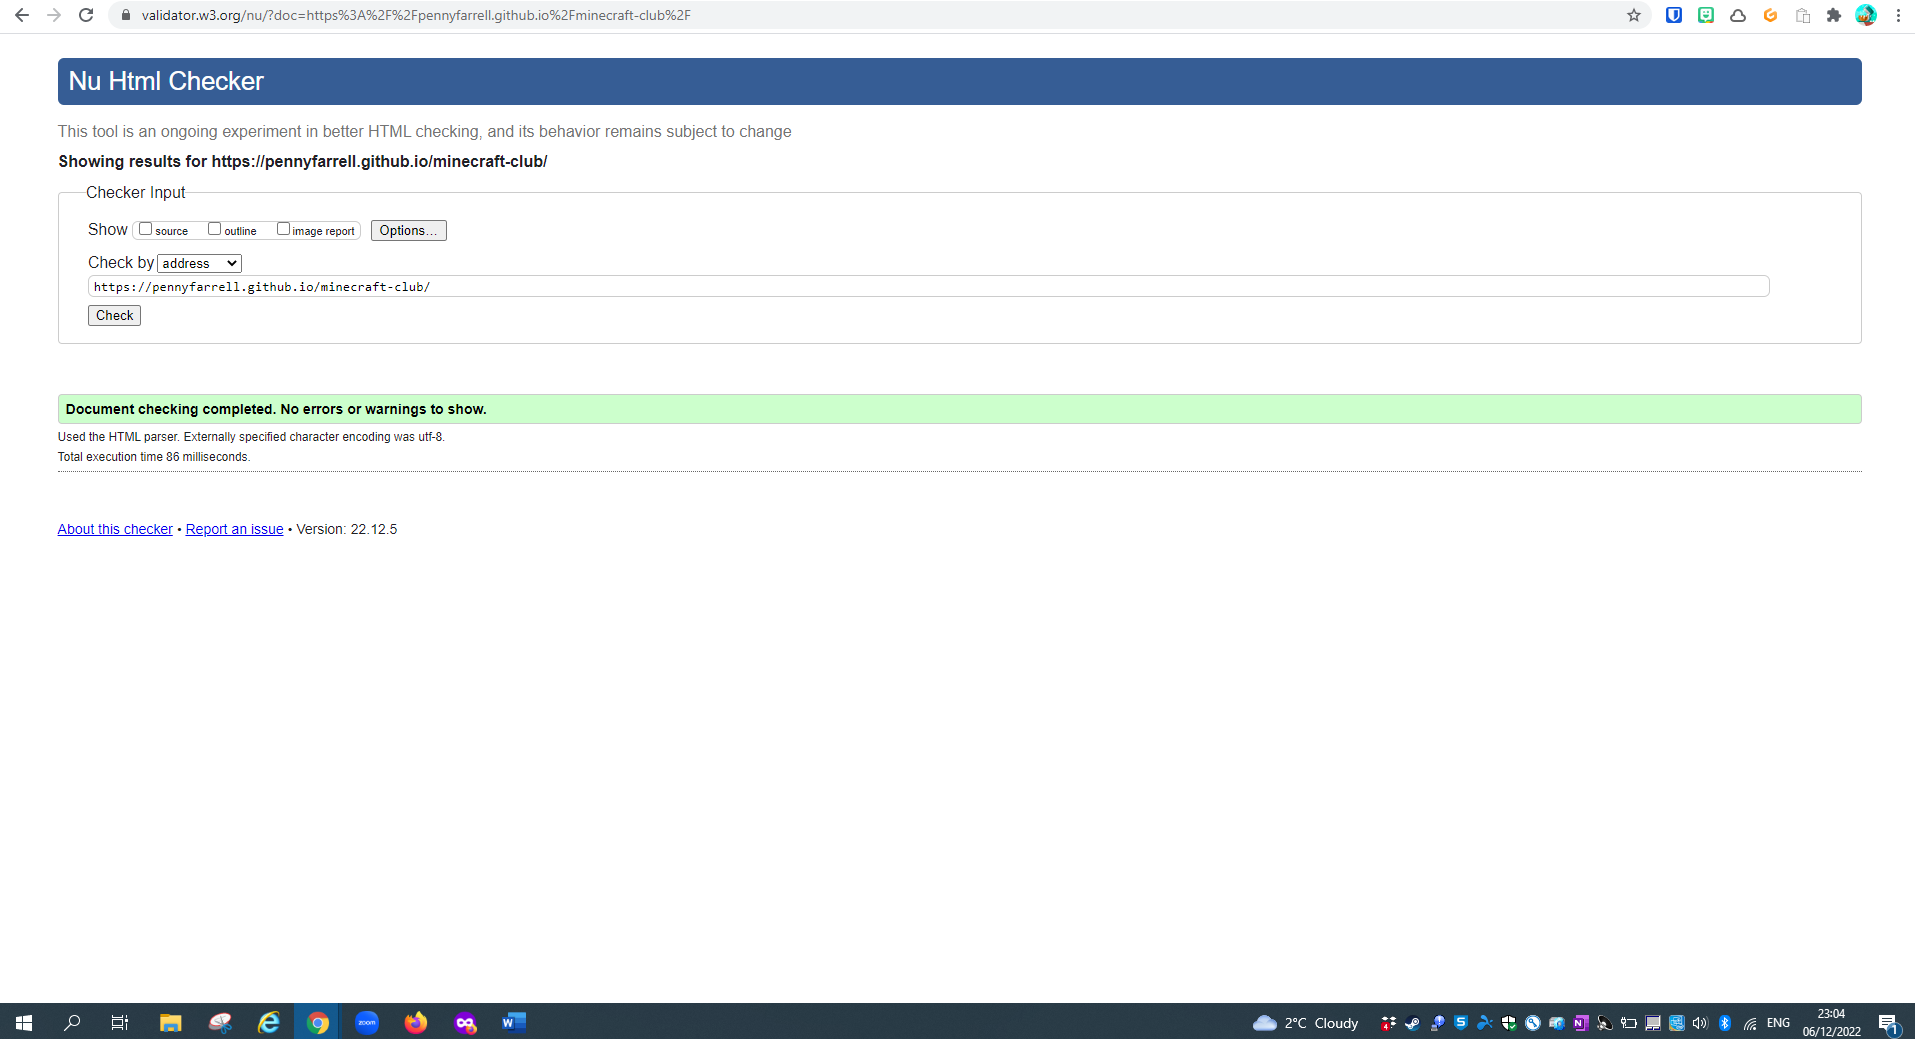 validator.w3.org/nu/?doc=https%3A%2F%2Fpennyfarrell.github.io%2Fminecraft-club%2F
Nu Html Checker
This tool is an ongoing experiment in better HTML checking, and its behavior remains subject to change
Showing results for https://pennyfarrell.github.io/minecraft-club/
Checker Input
Show source outline image report Options...
Check by address
https://pennyfarrell.github.io/minecraft-club/
Check
Document checking completed. No errors or warnings to show.
Used the HTML parser. Externally specified character encoding was utf-8.
Total execution time 86 milliseconds.
About this checker • Report an issue • Version: 22.12.5
zoom
2°C Cloudy
ENG
23:04
06/12/2022
1